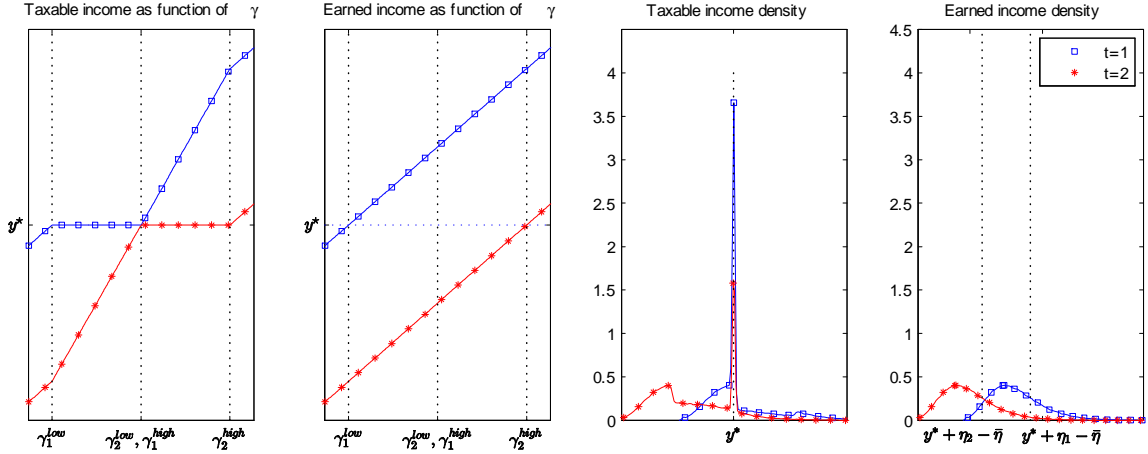 Taxable income as function of γ
y*
γ₁ˡᵒʷ
γ₂ˡᵒʷ, γ₁ʰⁱᵍʰ
γ₂ʰⁱᵍʰ
Earned income as function of γ
y*
γ₁ˡᵒʷ
γ₂ˡᵒʷ, γ₁ʰⁱᵍʰ
γ₂ʰⁱᵍʰ
Taxable income density
4.5
4
3.5
3
2.5
2
1.5
1
0.5
0
y*
Earned income density
4.5
4
3.5
3
2.5
2
1.5
1
0.5
0
t=1
t=2
y* + η₂ − η̄
y* + η₁ − η̄